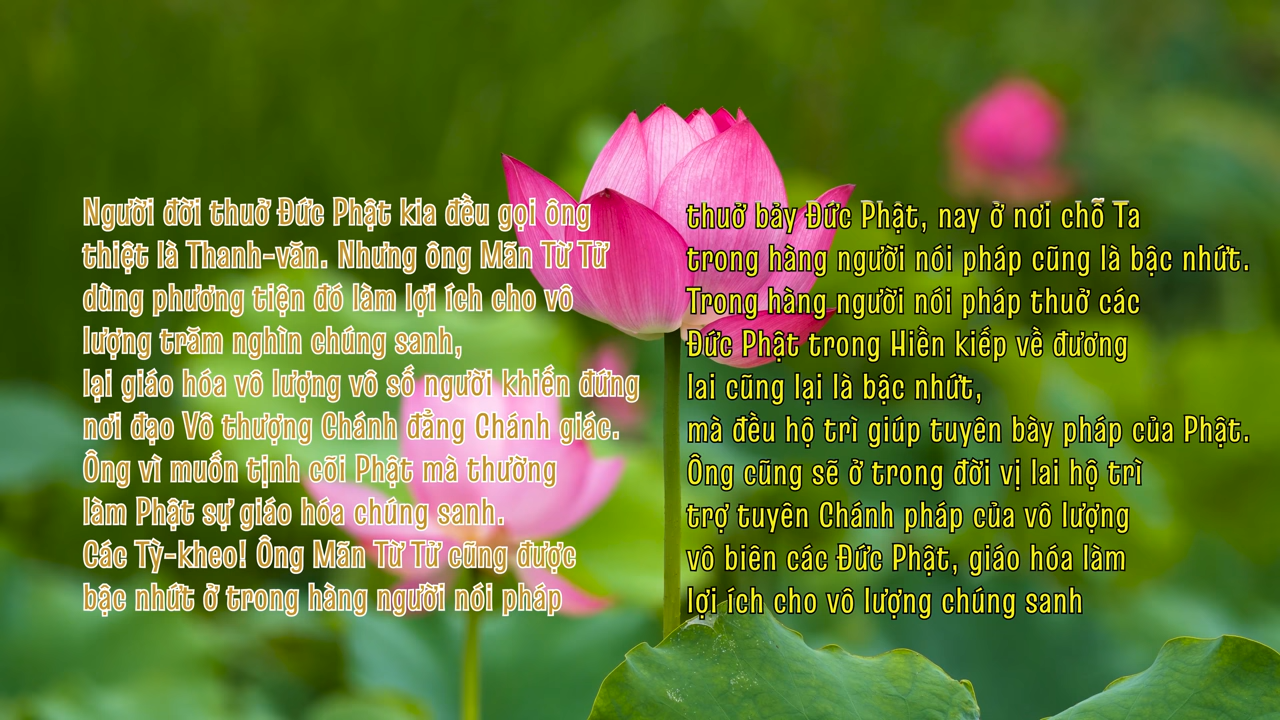 Người đời thuở Đức Phật kia đều gọi ông
thiệt là Thanh-văn. Nhưng ông Mãn Từ Tử
dùng phương tiện đó làm lợi ích cho vô
lượng trăm nghìn chúng sanh,
lại giáo hóa vô lượng vô số người khiến đứng
nơi đạo Vô thượng Chánh đẳng Chánh giác.
Ông vì muốn tịnh cõi Phật mà thường
làm Phật sự giáo hóa chúng sanh.
Các Tỳ-kheo! Ông Mãn Từ Tử cũng được
bậc nhứt ở trong hàng người nói pháp
thuở bảy Đức Phật, nay ở nơi chỗ Ta
trong hàng người nói pháp cũng là bậc nhứt.
Trong hàng người nói pháp thuở các
Đức Phật trong Hiền kiếp về đương
lai cũng lại là bậc nhứt,
mà đều hộ trì giúp tuyên bày pháp của Phật.
Ông cũng sẽ ở trong đời vị lai hộ trì
trợ tuyên Chánh pháp của vô lượng
vô biên các Đức Phật, giáo hóa làm
lợi ích cho vô lượng chúng sanh